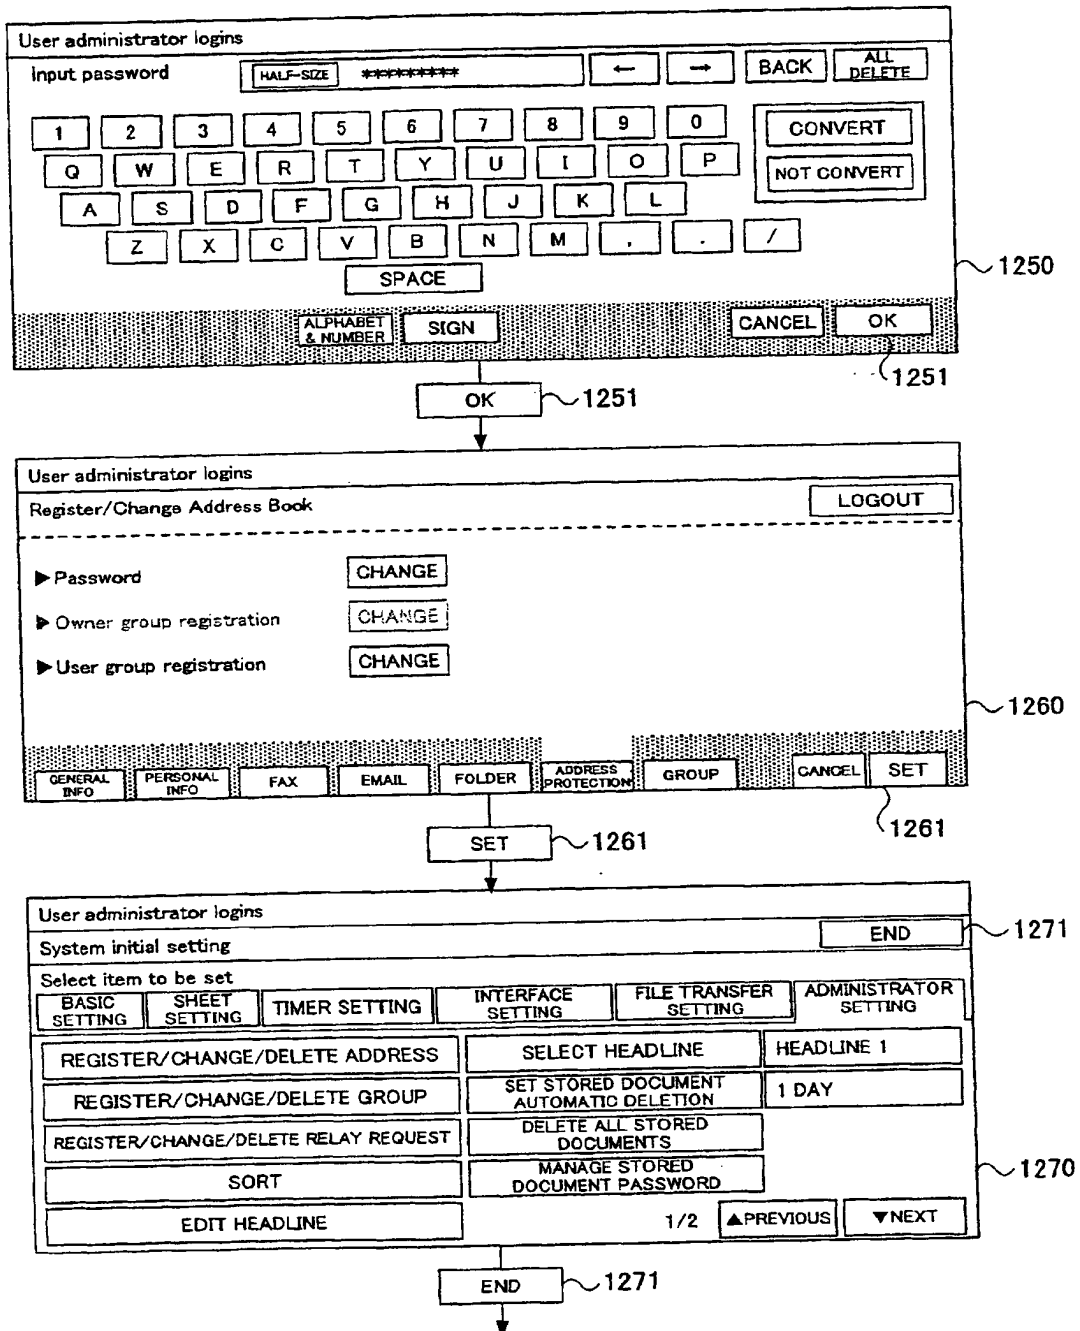 User administrator logins
Input password HALF-SIZE ********* ← → BACK ALL DELETE
1 2 3 4 5 6 7 8 9 0 CONVERT
Q W E R T Y U I O P NOT CONVERT
A S D F G H J K L
Z X C V B N M , . /
SPACE
1250
ALPHABET & NUMBER SIGN CANCEL OK
1251
OK 1251
User administrator logins
Register/Change Address Book LOGOUT
▶Password CHANGE
▶Owner group registration CHANGE
▶User group registration CHANGE
1260
GENERAL INFO PERSONAL INFO FAX EMAIL FOLDER ADDRESS PROTECTION GROUP CANCEL SET
1261
SET 1261
User administrator logins
System initial setting END 1271
Select item to be set
BASIC SETTING SHEET SETTING TIMER SETTING INTERFACE SETTING FILE TRANSFER SETTING ADMINISTRATOR SETTING
REGISTER/CHANGE/DELETE ADDRESS SELECT HEADLINE HEADLINE 1
REGISTER/CHANGE/DELETE GROUP SET STORED DOCUMENT AUTOMATIC DELETION 1 DAY
REGISTER/CHANGE/DELETE RELAY REQUEST DELETE ALL STORED DOCUMENTS
SORT MANAGE STORED DOCUMENT PASSWORD
1270
EDIT HEADLINE 1/2 ▲PREVIOUS ▼NEXT
END 1271